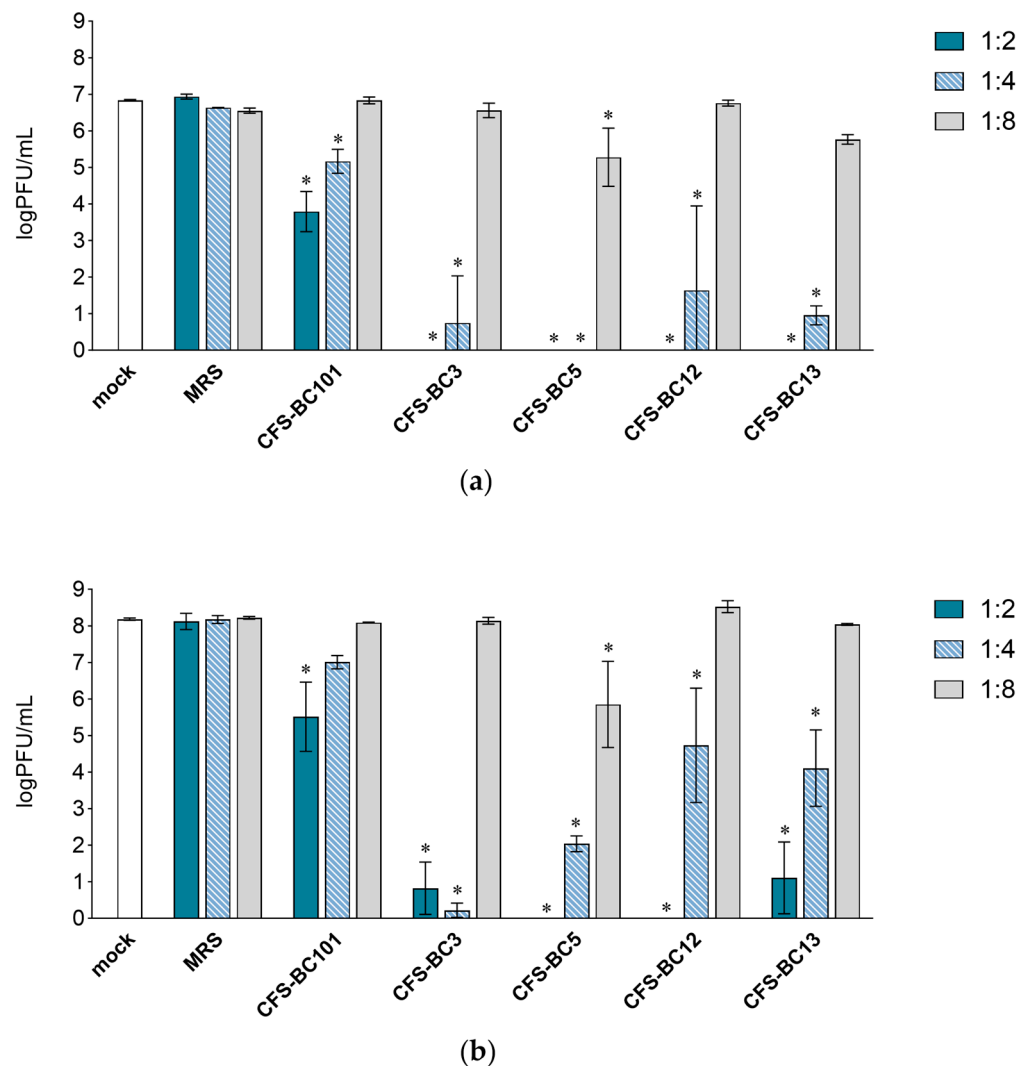 9
8
7
6
5
4
3
2
1
0
logPFU/mL
* * * * * * * * * * *
1:2
1:4
1:8
mock
MRS
CFS-BC101
CFS-BC3
CFS-BC5
CFS-BC12
CFS-BC13
(a)
9
8
7
6
5
4
3
2
1
0
logPFU/mL
* * * * * * * * * *
1:2
1:4
1:8
mock
MRS
CFS-BC101
CFS-BC3
CFS-BC5
CFS-BC12
CFS-BC13
(b)